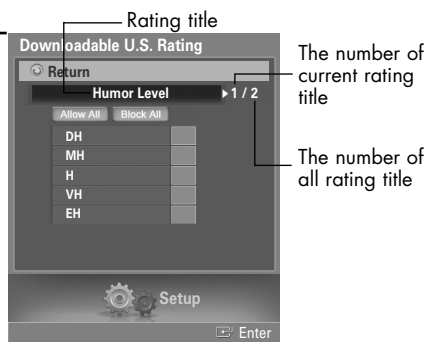 Rating title
Downloadable U.S. Rating
Return
Humor Level
1 / 2
Allow All
Block All
DH
MH
H
VH
EH
Setup
Enter
The number of
current rating
title
The number of
all rating title